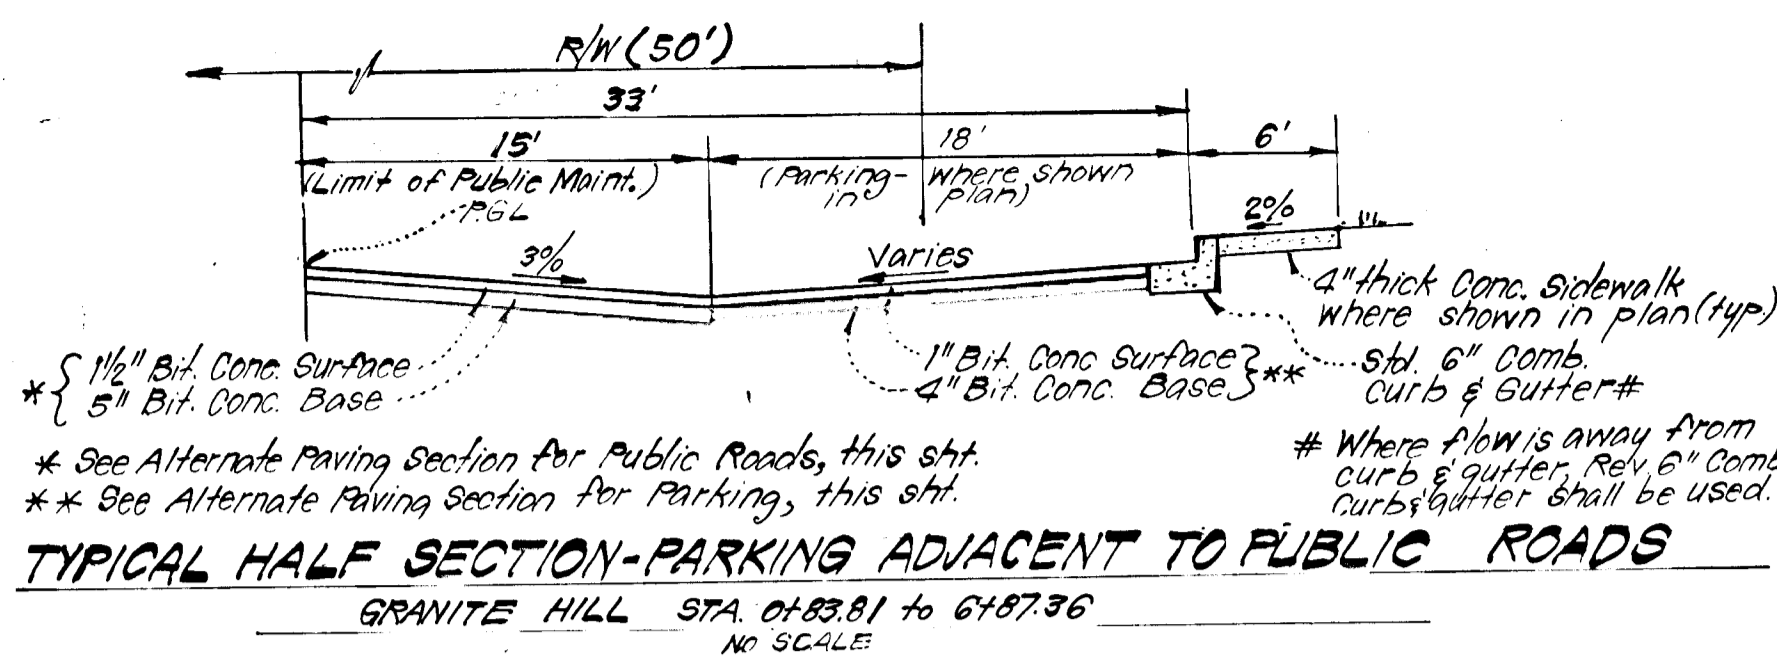 R/W (50')
33'
15'
18'
6'
(Limit of Public Maint.)
(Parking- where shown
in plan)
P.G.L
2%
3%
Varies
4" thick Conc. Sidewalk
where shown in plan (typ.)
* { 1½" Bit. Conc. Surface
5" Bit. Conc. Base
1" Bit. Conc Surface } **
4" Bit. Conc. Base
Std. 6" Comb.
Curb & Gutter #
* See Alternate Paving Section for Public Roads, this sht.
** See Alternate Paving Section for Parking, this sht.
# Where flow is away from
curb & gutter, Rev. 6" Comb
Curb & gutter shall be used.
TYPICAL HALF SECTION-PARKING ADJACENT TO PUBLIC ROADS
GRANITE HILL STA. 0+83.81 to 6+87.36
NO SCALE